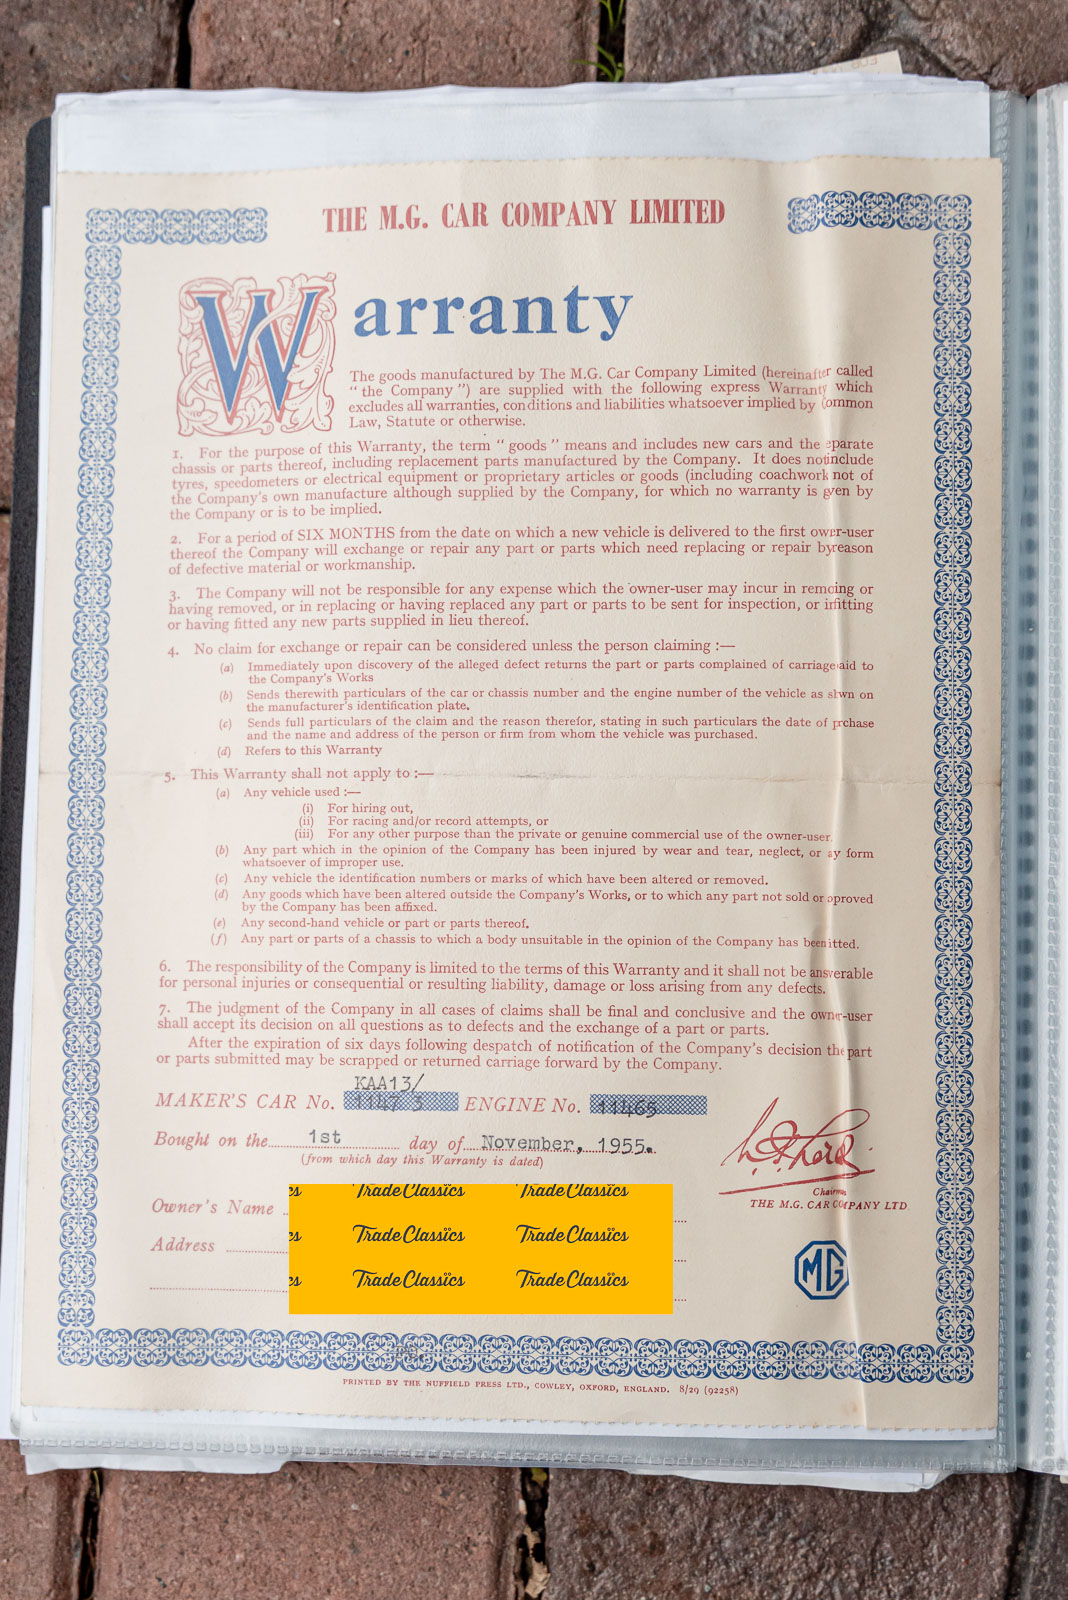 THE M.G. CAR COMPANY LIMITED
Warranty
The goods manufactured by The M.G. Car Company Limited (hereinafter called
" the Company ") are supplied with the following express Warranty which
excludes all warranties, conditions and liabilities whatsoever implied by Common
Law, Statute or otherwise.
1. For the purpose of this Warranty, the term " goods " means and includes new cars and the eparate
chassis or parts thereof, including replacement parts manufactured by the Company. It does not include
tyres, speedometers or electrical equipment or proprietary articles or goods (including coachwork not of
the Company's own manufacture although supplied by the Company, for which no warranty is given by
the Company or is to be implied.
2. For a period of SIX MONTHS from the date on which a new vehicle is delivered to the first owner-user
thereof the Company will exchange or repair any part or parts which need replacing or repair by reason
of defective material or workmanship.
3. The Company will not be responsible for any expense which the owner-user may incur in removing or
having removed, or in replacing or having replaced any part or parts to be sent for inspection, or in fitting
or having fitted any new parts supplied in lieu thereof.
4. No claim for exchange or repair can be considered unless the person claiming :—
(a) Immediately upon discovery of the alleged defect returns the part or parts complained of carriage aid to
the Company's Works
(b) Sends therewith particulars of the car or chassis number and the engine number of the vehicle as shown on
the manufacturer's identification plate.
(c) Sends full particulars of the claim and the reason therefor, stating in such particulars the date of purchase
and the name and address of the person or firm from whom the vehicle was purchased.
(d) Refers to this Warranty
5. This Warranty shall not apply to :—
(a) Any vehicle used :—
(i) For hiring out,
(ii) For racing and/or record attempts, or
(iii) For any other purpose than the private or genuine commercial use of the owner-user.
(b) Any part which in the opinion of the Company has been injured by wear and tear, neglect, or any form
whatsoever of improper use.
(c) Any vehicle the identification numbers or marks of which have been altered or removed.
(d) Any goods which have been altered outside the Company's Works, or to which any part not sold or approved
by the Company has been affixed.
(e) Any second-hand vehicle or part or parts thereof.
(f) Any part or parts of a chassis to which a body unsuitable in the opinion of the Company has been itted.
6. The responsibility of the Company is limited to the terms of this Warranty and it shall not be answerable
for personal injuries or consequential or resulting liability, damage or loss arising from any defects.
7. The judgment of the Company in all cases of claims shall be final and conclusive and the owner-user
shall accept its decision on all questions as to defects and the exchange of a part or parts.
After the expiration of six days following despatch of notification of the Company's decision the part
or parts submitted may be scrapped or returned carriage forward by the Company.
KAA13/
MAKER'S CAR No. 11473 ENGINE No. 11465
Bought on the 1st day of November, 1955.
(from which day this Warranty is dated)
Chairman
THE M.G. CAR COMPANY LTD
Owner's Name
Address
cs TradeClassics TradeClassics
cs TradeClassics TradeClassics
cs TradeClassics TradeClassics
MG
PRINTED BY THE NUFFIELD PRESS LTD., COWLEY, OXFORD, ENGLAND. 8/29 (92258)